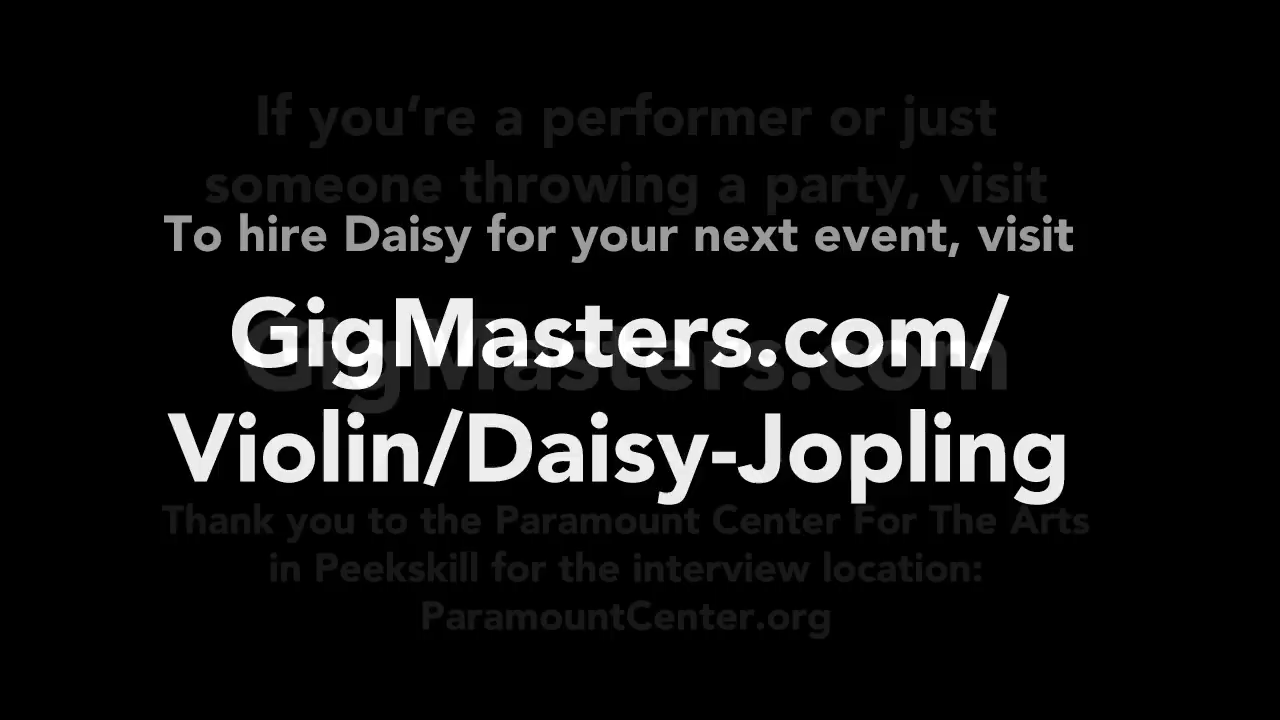 If you’re a performer or just
someone throwing a party, visit
To hire Daisy for your next event, visit
GigMasters.com/
GigMasters.com
Violin/Daisy-Jopling
Thank you to the Paramount Center For The Arts
in Peekskill for the interview location:
ParamountCenter.org